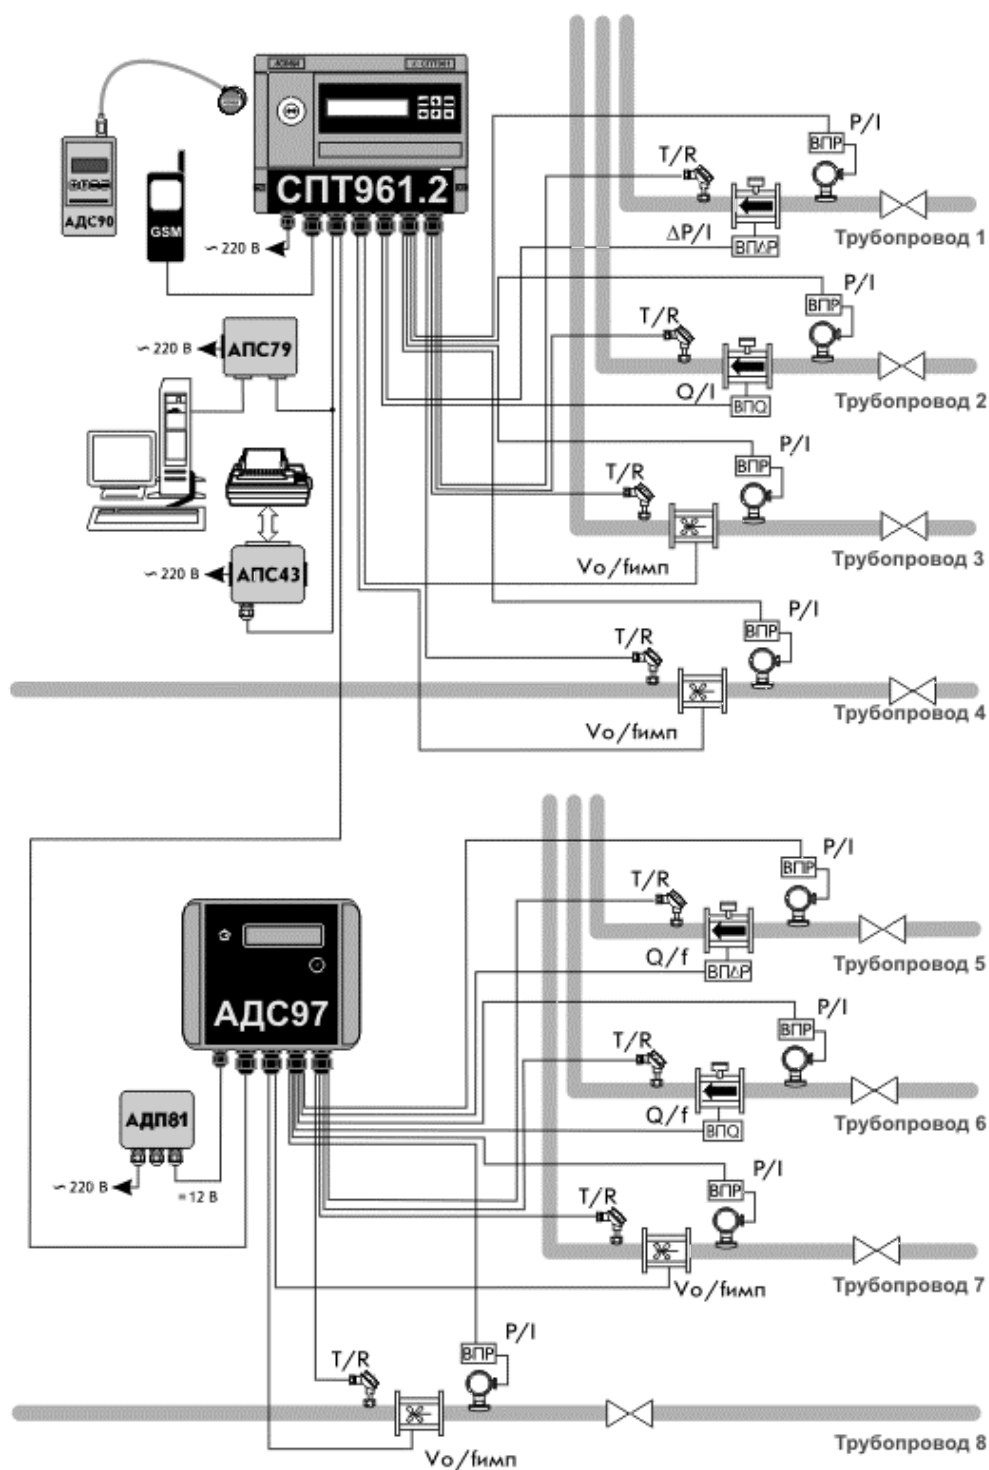 СПТ961
P/I
ВПР
T/R
СПТ961.2
АДС90
GSM
~ 220 В
ΔP/I
ВПΔР
Трубопровод 1
P/I
ВПР
T/R
~ 220 В
АПС79
Q/I
ВПQ
Трубопровод 2
P/I
T/R
ВПР
Vo/fимп
Трубопровод 3
~ 220 В
АПС43
P/I
T/R
ВПР
Vo/fимп
Трубопровод 4
P/I
ВПР
T/R
Q/f
ВПΔР
Трубопровод 5
АДС97
P/I
ВПР
T/R
Q/f
ВПQ
Трубопровод 6
АДП81
~ 220 В
=12 В
P/I
T/R
ВПР
Vo/fимп
Трубопровод 7
P/I
T/R
ВПР
Vo/fимп
Трубопровод 8